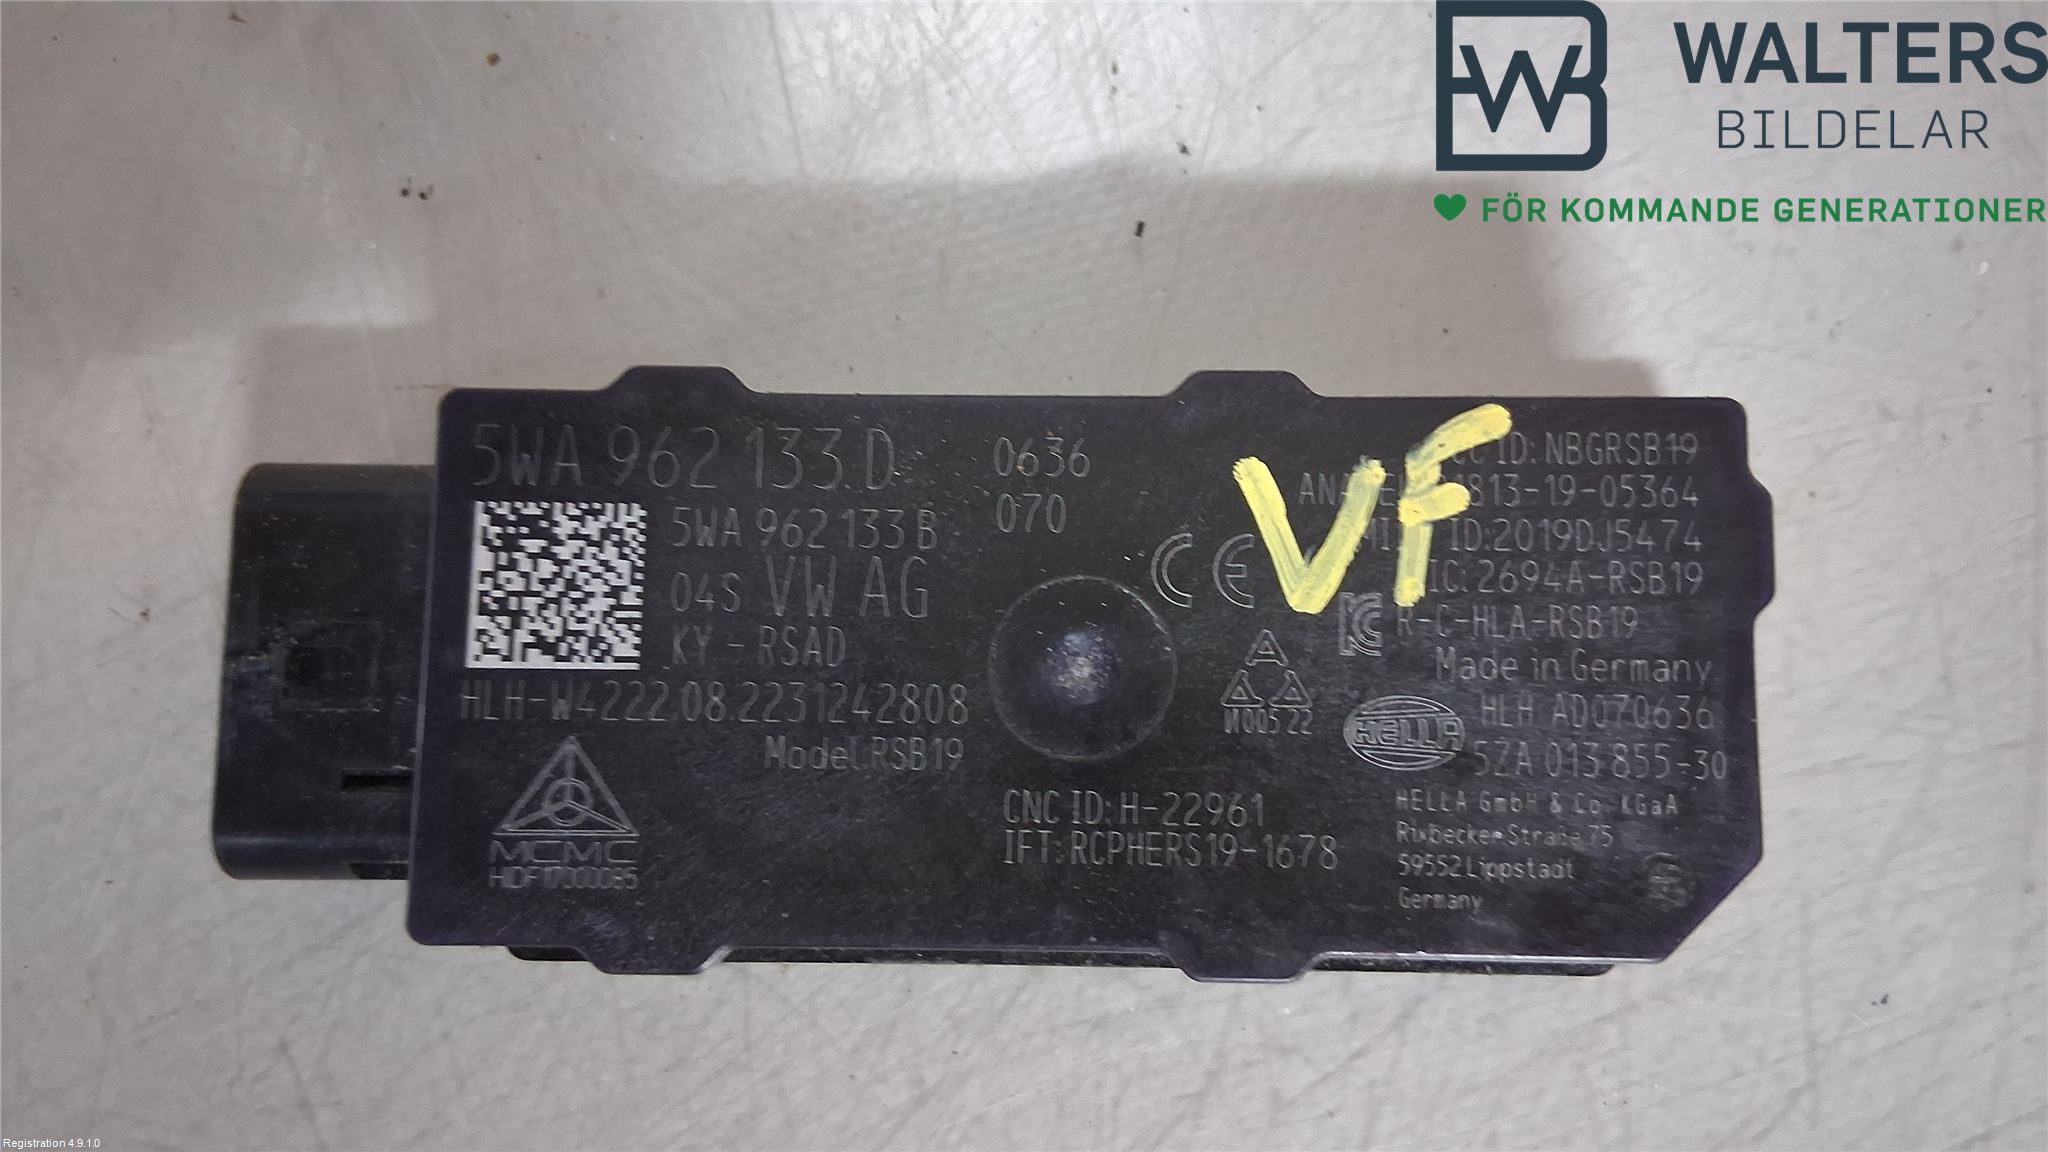 WALTERS
BILDELAR
FÖR KOMMANDE GENERATIONER
5WA 962 133 D
0636
070
5WA 962 133 B
04S VW AG
KY - RSAD
HLH-W4222.08.2231242808
Model:RSB19
MCMC
HIDF17000035
CE
CNC ID: H-22961
IFT: RCPHERS19-1678
VF
ID: NBGRSB19
813-19-05364
ID:2019DJ5474
IC: 2694A-RSB19
R-C-HLA-RSB19
Made in Germany
HELLA
HLH AD070636
5ZA 013 855-30
HELLA GmbH & Co. KGaA
Rixbecker Straße 75
59552 Lippstadt
Germany
И005 22
Registration 4.9.1.0